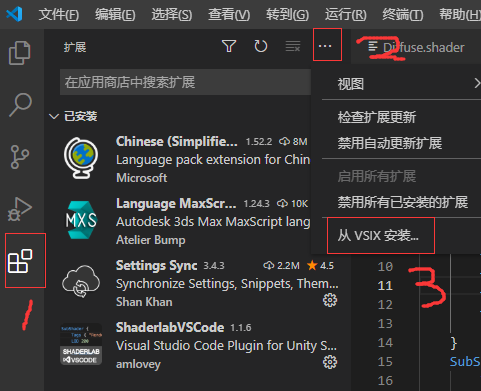 文件(F) 编辑(E) 选择(S) 查看(V) 转到(G) 运行(R) 终端(T) 帮助(H)
扩展
2
Diffuse.shader
在应用商店中搜索扩展
视图
已安装
检查扩展更新
禁用自动更新扩展
启用所有扩展
禁用所有已安装的扩展
从 VSIX 安装...
Chinese (Simplifie... 1.52.2 8M
Language pack extension for Chin
Microsoft
MXS
Language MaxScr... 1.24.3 10K
Autodesk 3ds Max MaxScript lang
Atelier Bump
Settings Sync 3.4.3 2.2M 4.5
Synchronize Settings, Snippets, Them...
Shan Khan
SHADERLAB
VSCODE
ShaderlabVSCode 1.1.6
Visual Studio Code Plugin for Unity S...
amlovey
1
3
10
11
12
13
14 }
15 SubS
16